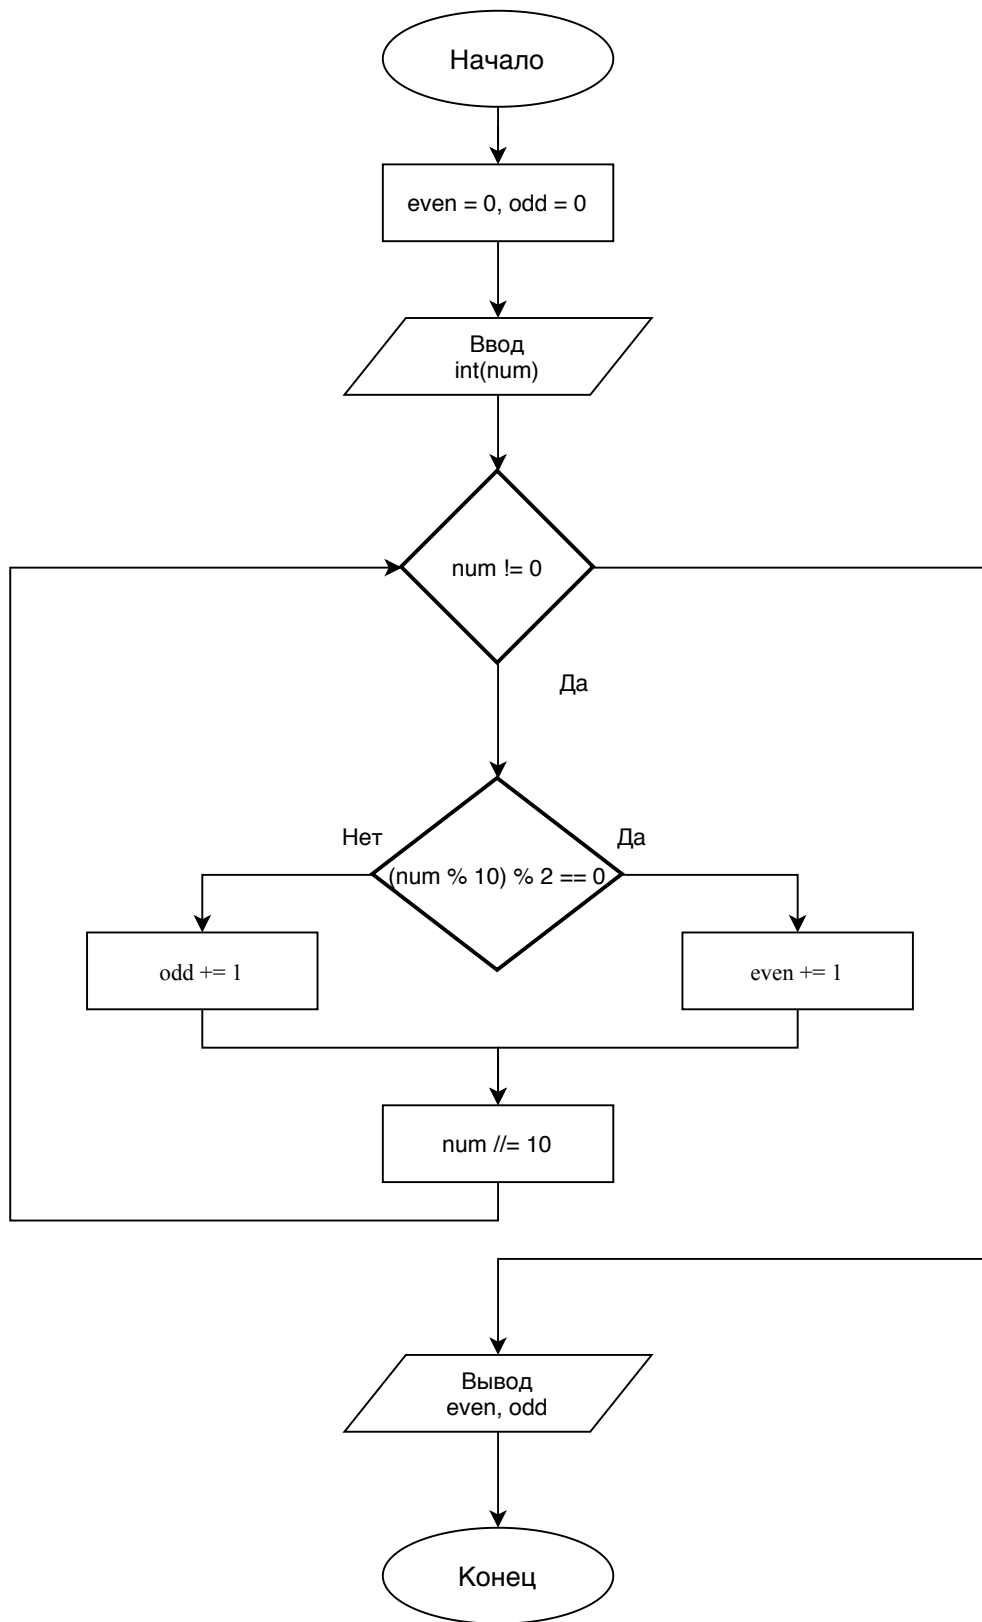 Начало
even = 0, odd = 0
Ввод
int(num)
num != 0
Да
Нет
Да
(num % 10) % 2 == 0
odd += 1
even += 1
num //= 10
Вывод
even, odd
Конец